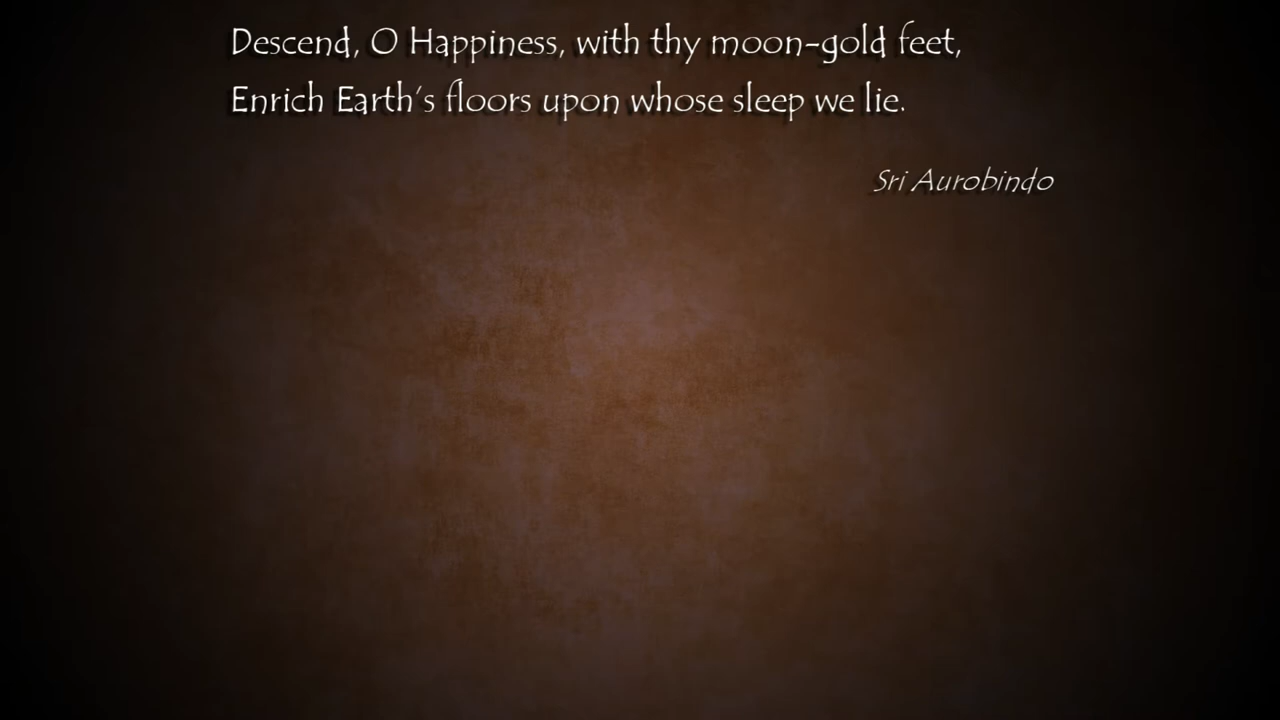 Descend, O Happiness, with thy moon-gold feet,
Enrich Earth's floors upon whose sleep we lie.
Sri Aurobindo